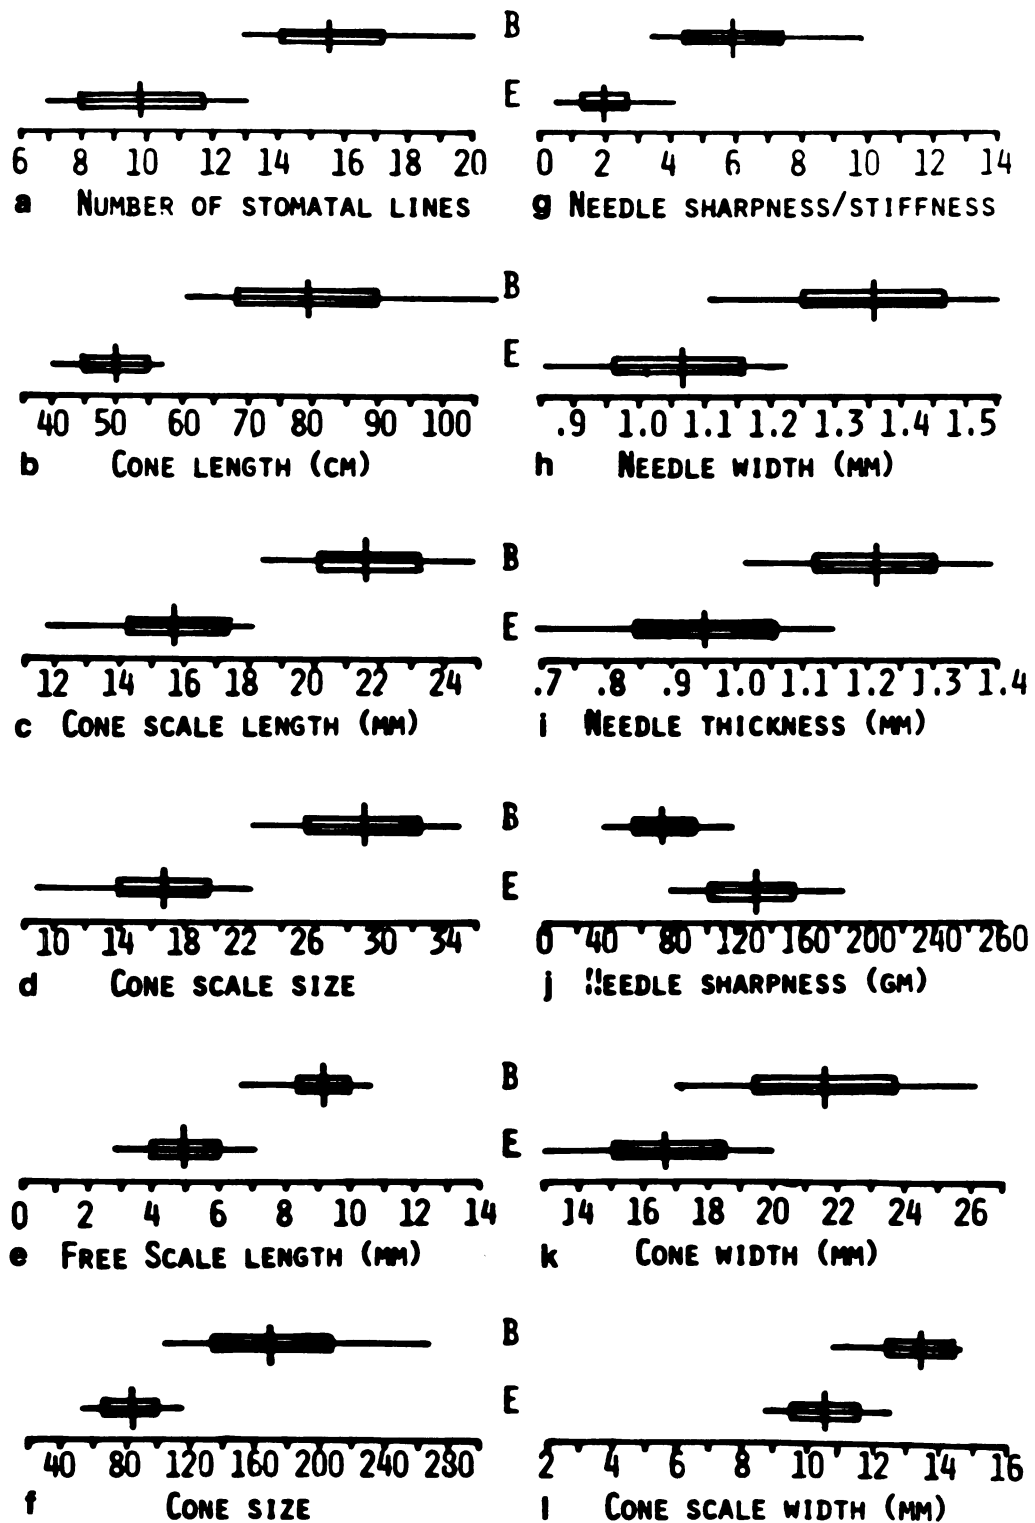 B
E
6 8 10 12 14 16 18 20
a NUMBER OF STOMATAL LINES
B
E
40 50 60 70 80 90 100
b CONE LENGTH (CM)
B
E
12 14 16 18 20 22 24
c CONE SCALE LENGTH (MM)
B
E
10 14 18 22 26 30 34
d CONE SCALE SIZE
B
E
0 2 4 6 8 10 12 14
e FREE SCALE LENGTH (MM)
B
E
40 80 120 160 200 240 280
f CONE SIZE
0 2 4 6 8 10 12 14
g NEEDLE SHARPNESS/STIFFNESS
.9 1.0 1.1 1.2 1.3 1.4 1.5
h NEEDLE WIDTH (MM)
.7 .8 .9 1.0 1.1 1.2 1.3 1.4
i NEEDLE THICKNESS (MM)
0 40 80 120 160 200 240 260
j NEEDLE SHARPNESS (GM)
14 16 18 20 22 24 26
k CONE WIDTH (MM)
2 4 6 8 10 12 14 16
l CONE SCALE WIDTH (MM)